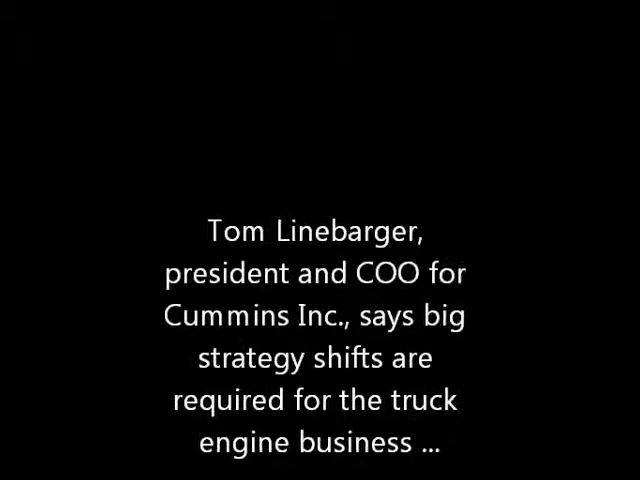 Tom Linebarger,
president and COO for
Cummins Inc., says big
strategy shifts are
required for the truck
engine business ...